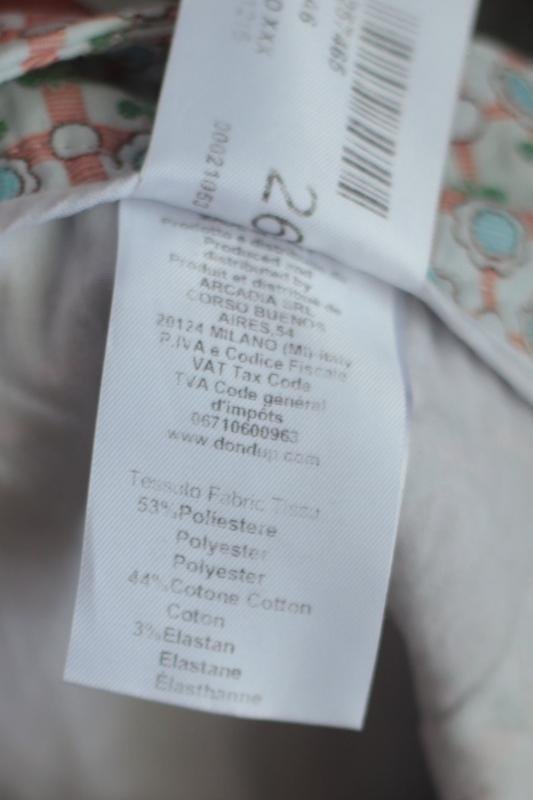 26
Prodotto e distribuito da
Produced and
distributed by
Produit et distribué de
ARCADIA SRL
CORSO BUENOS
AIRES,54
20124 MILANO (MI)-Italy
P.IVA e Codice Fiscale
VAT Tax Code
TVA Code général
d'impôts
06710600963
www.dondup.com
Tessuto Fabric Tissu
53%Poliestere
Polyester
Polyester
44%Cotone Cotton
Coton
3%Elastan
Elastane
Élasthanne